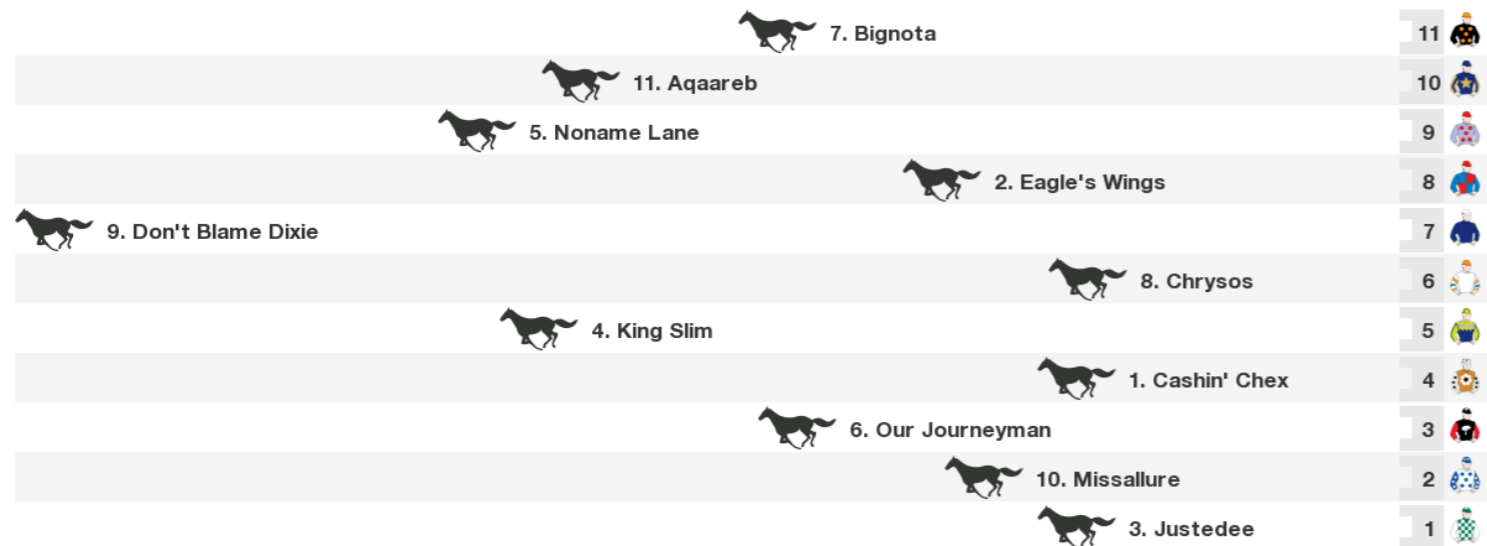 7. Bignota 11
11. Aqaareb 10
5. Noname Lane 9
2. Eagle's Wings 8
9. Don't Blame Dixie 7
8. Chrysos 6
4. King Slim 5
1. Cashin' Chex 4
6. Our Journeyman 3
10. Missallure 2
3. Justedee 1